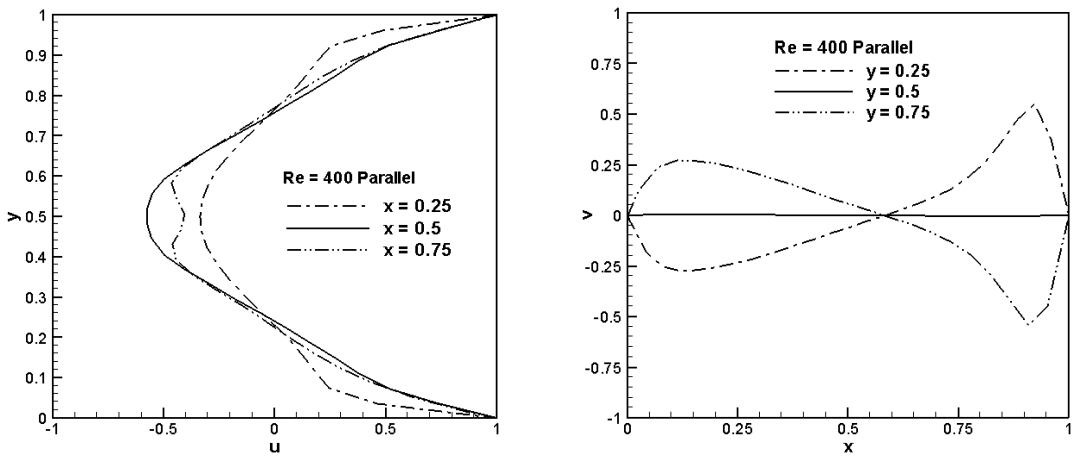 1
0.9
0.8
0.7
0.6
0.5
0.4
0.3
0.2
0.1
0
y
-1
-0.5
0
0.5
1
u
Re = 400 Parallel
x = 0.25
x = 0.5
x = 0.75
1
0.75
0.5
0.25
0
-0.25
-0.5
-0.75
-1
v
0
0.25
0.5
0.75
1
x
Re = 400 Parallel
y = 0.25
y = 0.5
y = 0.75